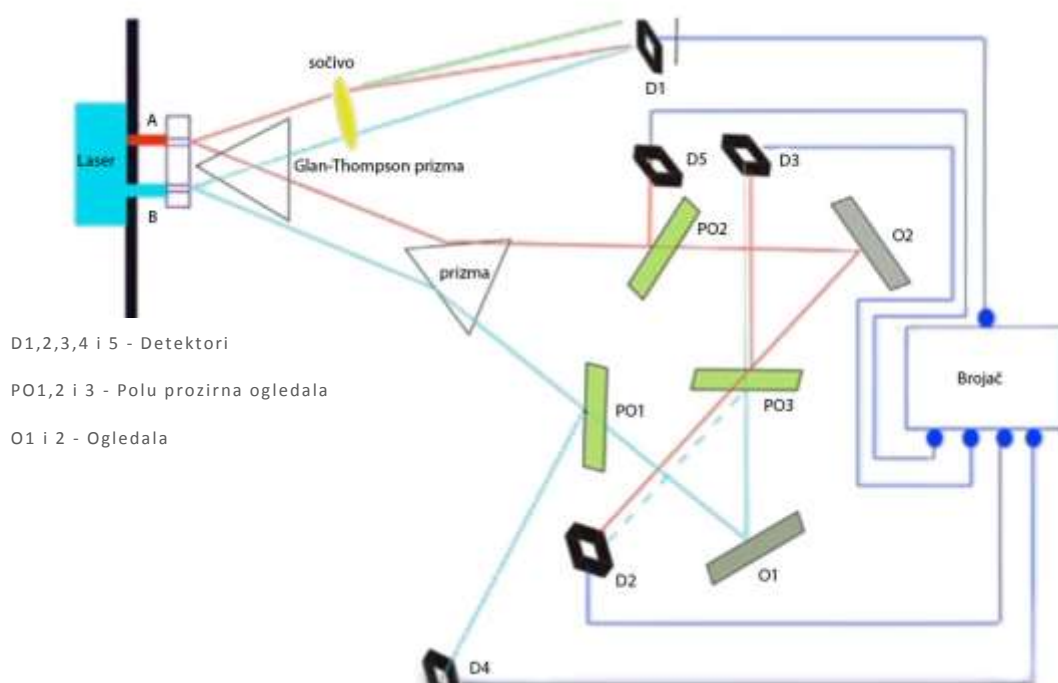 sočivo
D1
A
Laser
B
Glan-Thompson prizma
D5
D3
PO2
O2
prizma
D1,2,3,4 i 5 - Detektori
PO1,2 i 3 - Polu prozirna ogledala
O1 i 2 - Ogledala
PO1
PO3
Brojač
D2
O1
D4